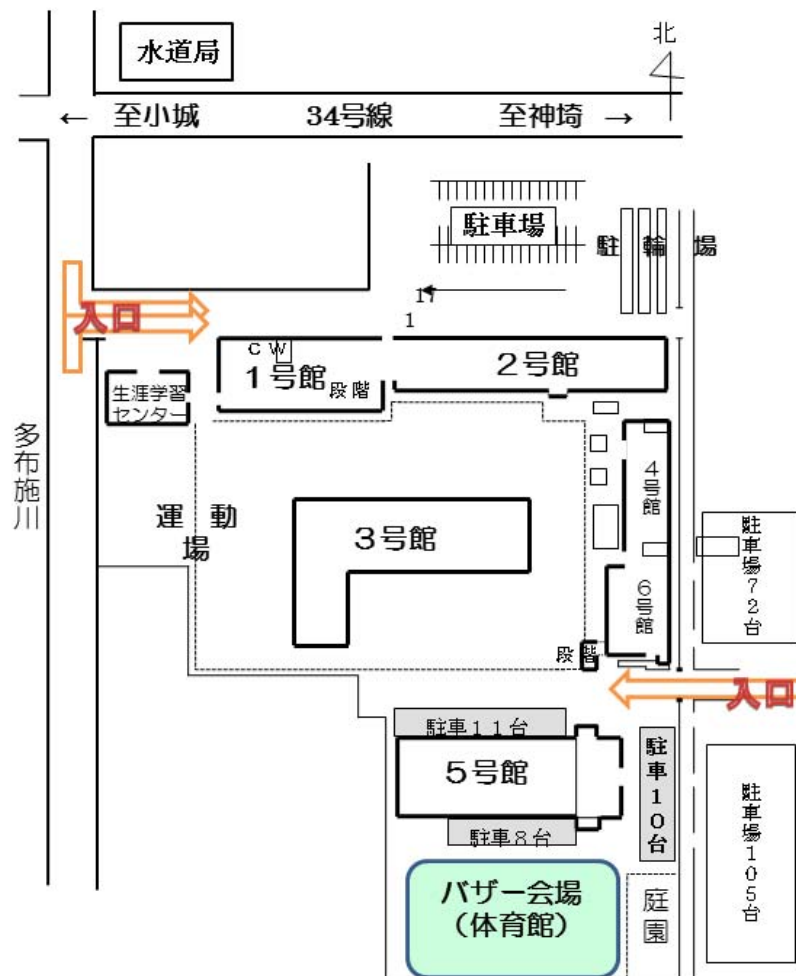 水道局
北
← 至小城 34号線 至神埼 →
駐車場
駐輪場
入口
17
1
CW
1号館
段階
2号館
生涯学習
センター
多布施川
運動
場
3号館
4号館
6号館
駐車場72台
段階
入口
駐車11台
5号館
駐車10台
駐車8台
駐車場105台
バザー会場
(体育館)
庭園